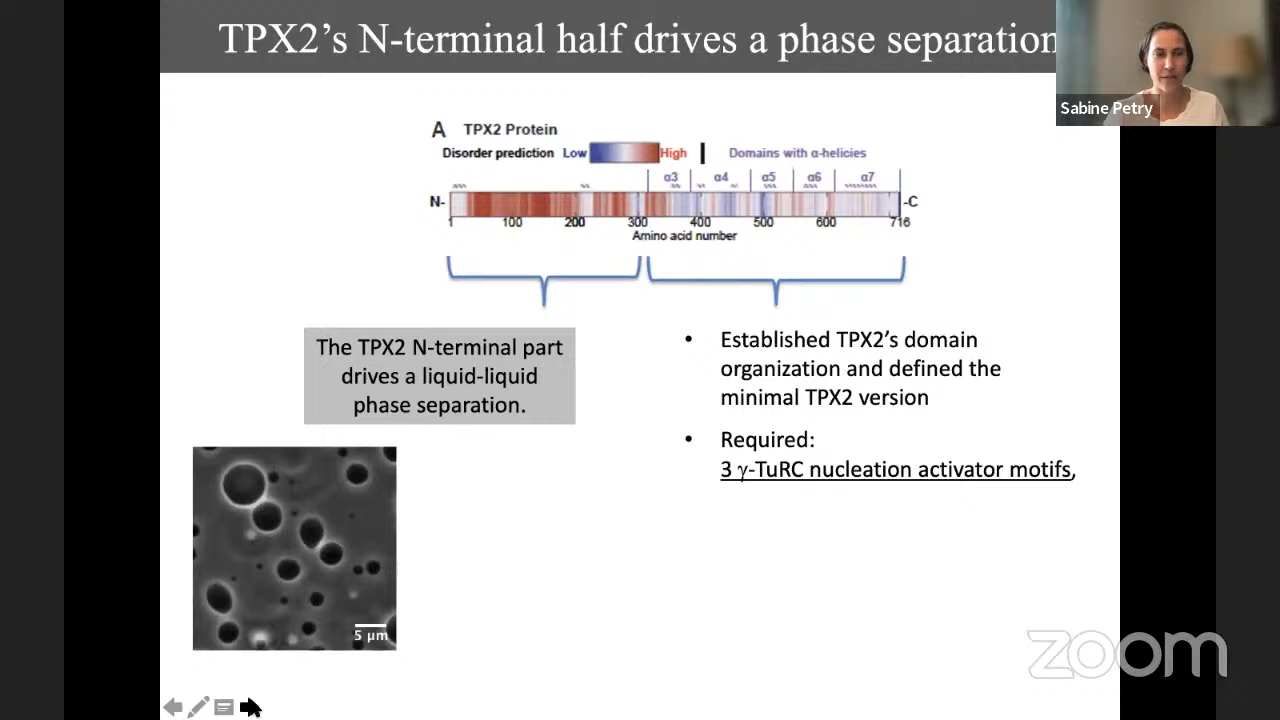 TPX2's N-terminal half drives a phase separation
Sabine Petry
A TPX2 Protein
Disorder prediction Low High Domains with α-helicies
α3 α4 α5 α6 α7
N- -C
1 100 200 300 400 500 600 716
Amino acid number
The TPX2 N-terminal part
drives a liquid-liquid
phase separation.
• Established TPX2's domain
organization and defined the
minimal TPX2 version
• Required:
3 γ-TuRC nucleation activator motifs,
5 µm
zoom